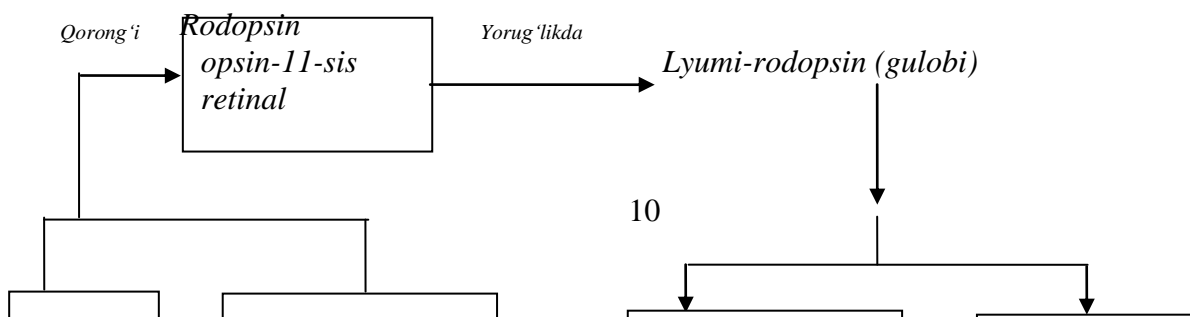 Qorong‘i
Rodopsin
opsin-11-sis
retinal
Yorug‘likda
Lyumi-rodopsin (gulobi)
10